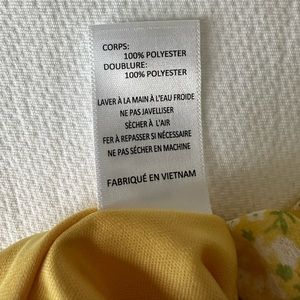 CORPS:
100% POLYESTER
DOUBLURE:
100% POLYESTER
LAVER À LA MAIN À L'EAU FROIDE
NE PAS JAVELLISER
SÈCHER À L'AIR
FER À REPASSER SI NÉCESSAIRE
NE PAS SÉCHER EN MACHINE
FABRIQUÉ EN VIETNAM